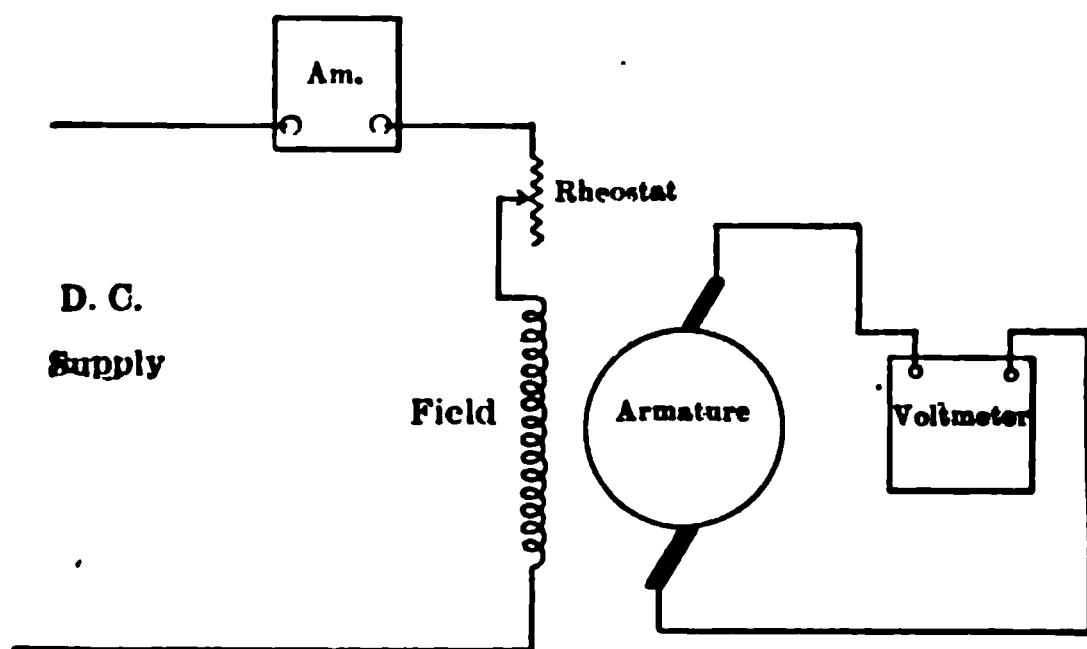 Am.
Rheostat
D. C.
Supply
Field
Armature
Voltmeter